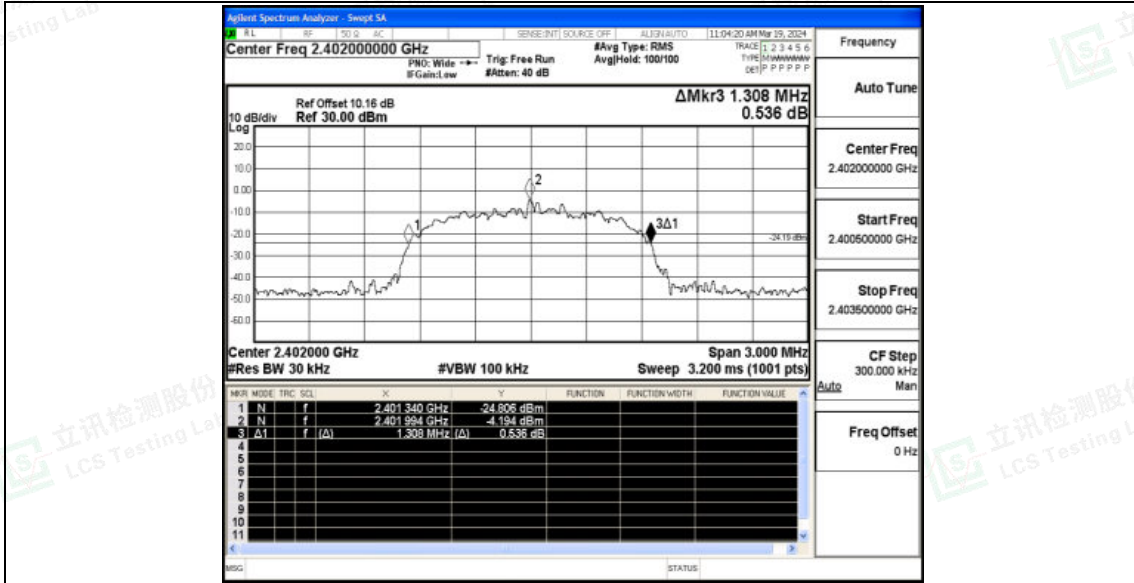 Agilent Spectrum Analyzer - Swept SA
RL RF 50 Ω AC SENSE:INT SOURCE OFF ALIGN AUTO 11:04:20 AM Mar 19, 2024
Center Freq 2.402000000 GHz
PNO: Wide
IFGain:Low
Trig: Free Run
#Atten: 40 dB
#Avg Type: RMS
Avg|Hold: 100/100
TRACE 1 2 3 4 5 6
TYPE M
DET P P P P P P
ΔMkr3 1.308 MHz
0.536 dB
Ref Offset 10.16 dB
10 dB/div Ref 30.00 dBm
Log
20.0
10.0
0.00
-10.0
-20.0
-30.0
-40.0
-50.0
-60.0
1
2
3Δ1
-24.19 dBm
Center 2.402000 GHz Span 3.000 MHz
#Res BW 30 kHz #VBW 100 kHz Sweep 3.200 ms (1001 pts)
MKR MODE TRC SCL X Y FUNCTION FUNCTION WIDTH FUNCTION VALUE
1 N f 2.401 340 GHz -24.806 dBm
2 N f 2.401 994 GHz -4.194 dBm
3 Δ1 f (Δ) 1.308 MHz (Δ) 0.536 dB
4
5
6
7
8
9
10
11
MSG STATUS
Frequency
Auto Tune
Center Freq
2.402000000 GHz
Start Freq
2.400500000 GHz
Stop Freq
2.403500000 GHz
CF Step
300.000 kHz
Auto Man
Freq Offset
0 Hz
立讯检测股份
LCS Testing Lab